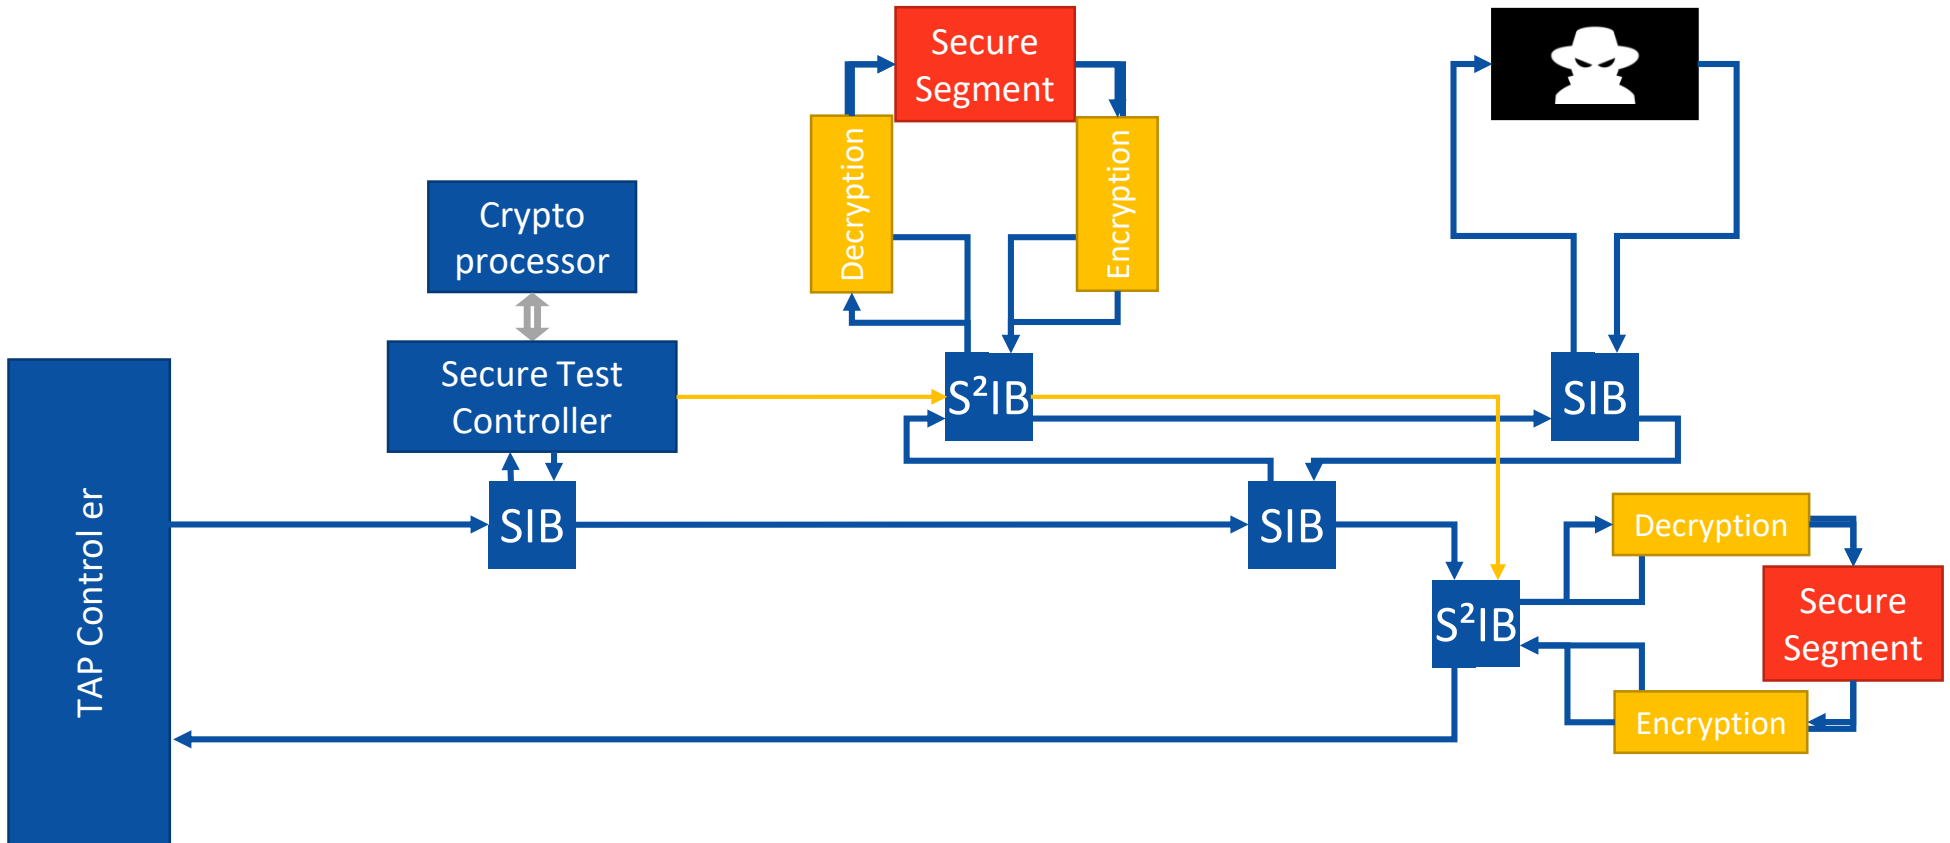 Secure
Segment
Decryption
Encryption
Crypto
processor
Secure Test
Controller
S²IB
SIB
SIB
SIB
TAP Control er
Decryption
S²IB
Secure
Segment
Encryption